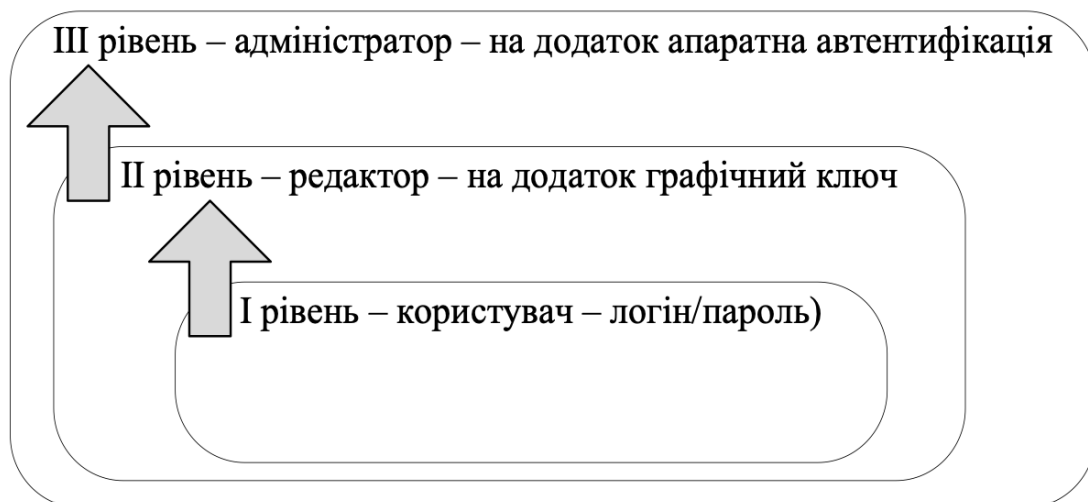 III рівень – адміністратор – на додаток апаратна автентифікація
II рівень – редактор – на додаток графічний ключ
I рівень – користувач – логін/пароль)